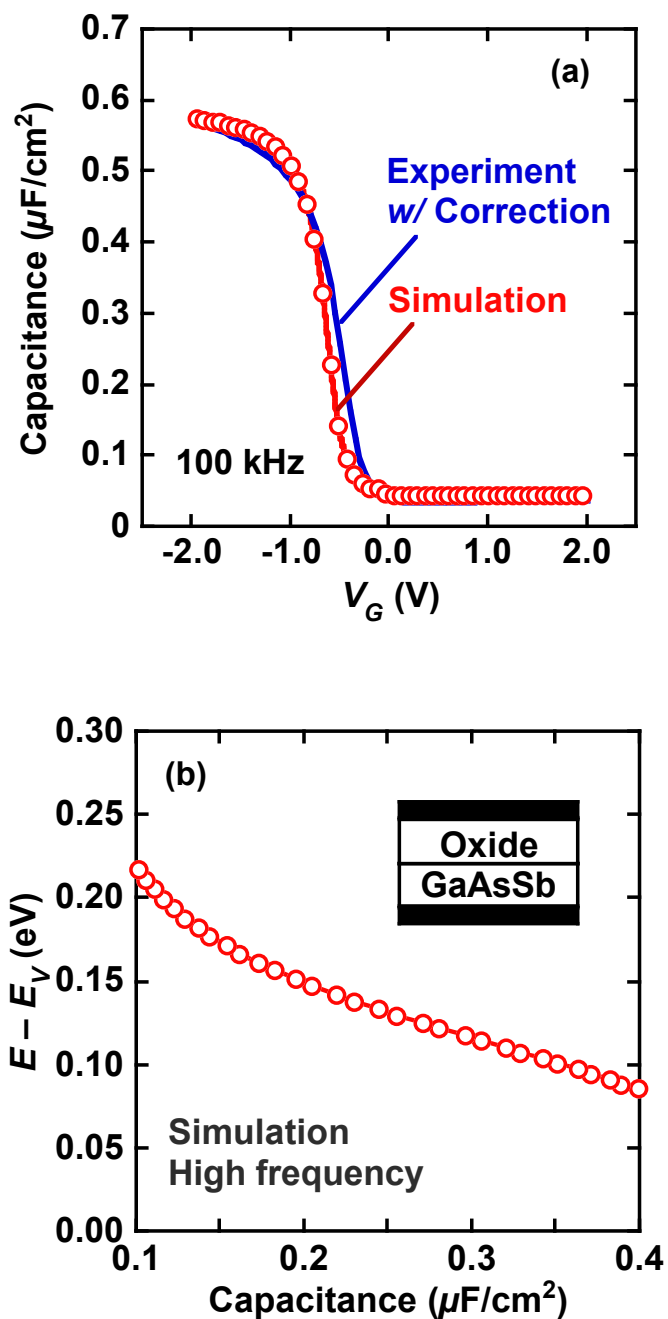 0.7
0.6
0.5
0.4
0.3
0.2
0.1
0
Capacitance (µF/cm²)
(a)
Experiment
w/ Correction
Simulation
100 kHz
-2.0 -1.0 0.0 1.0 2.0
V_G (V)
0.30
0.25
0.20
0.15
0.10
0.05
0.00
E – E_V (eV)
(b)
Oxide
GaAsSb
Simulation
High frequency
0.1 0.2 0.3 0.4
Capacitance (µF/cm²)